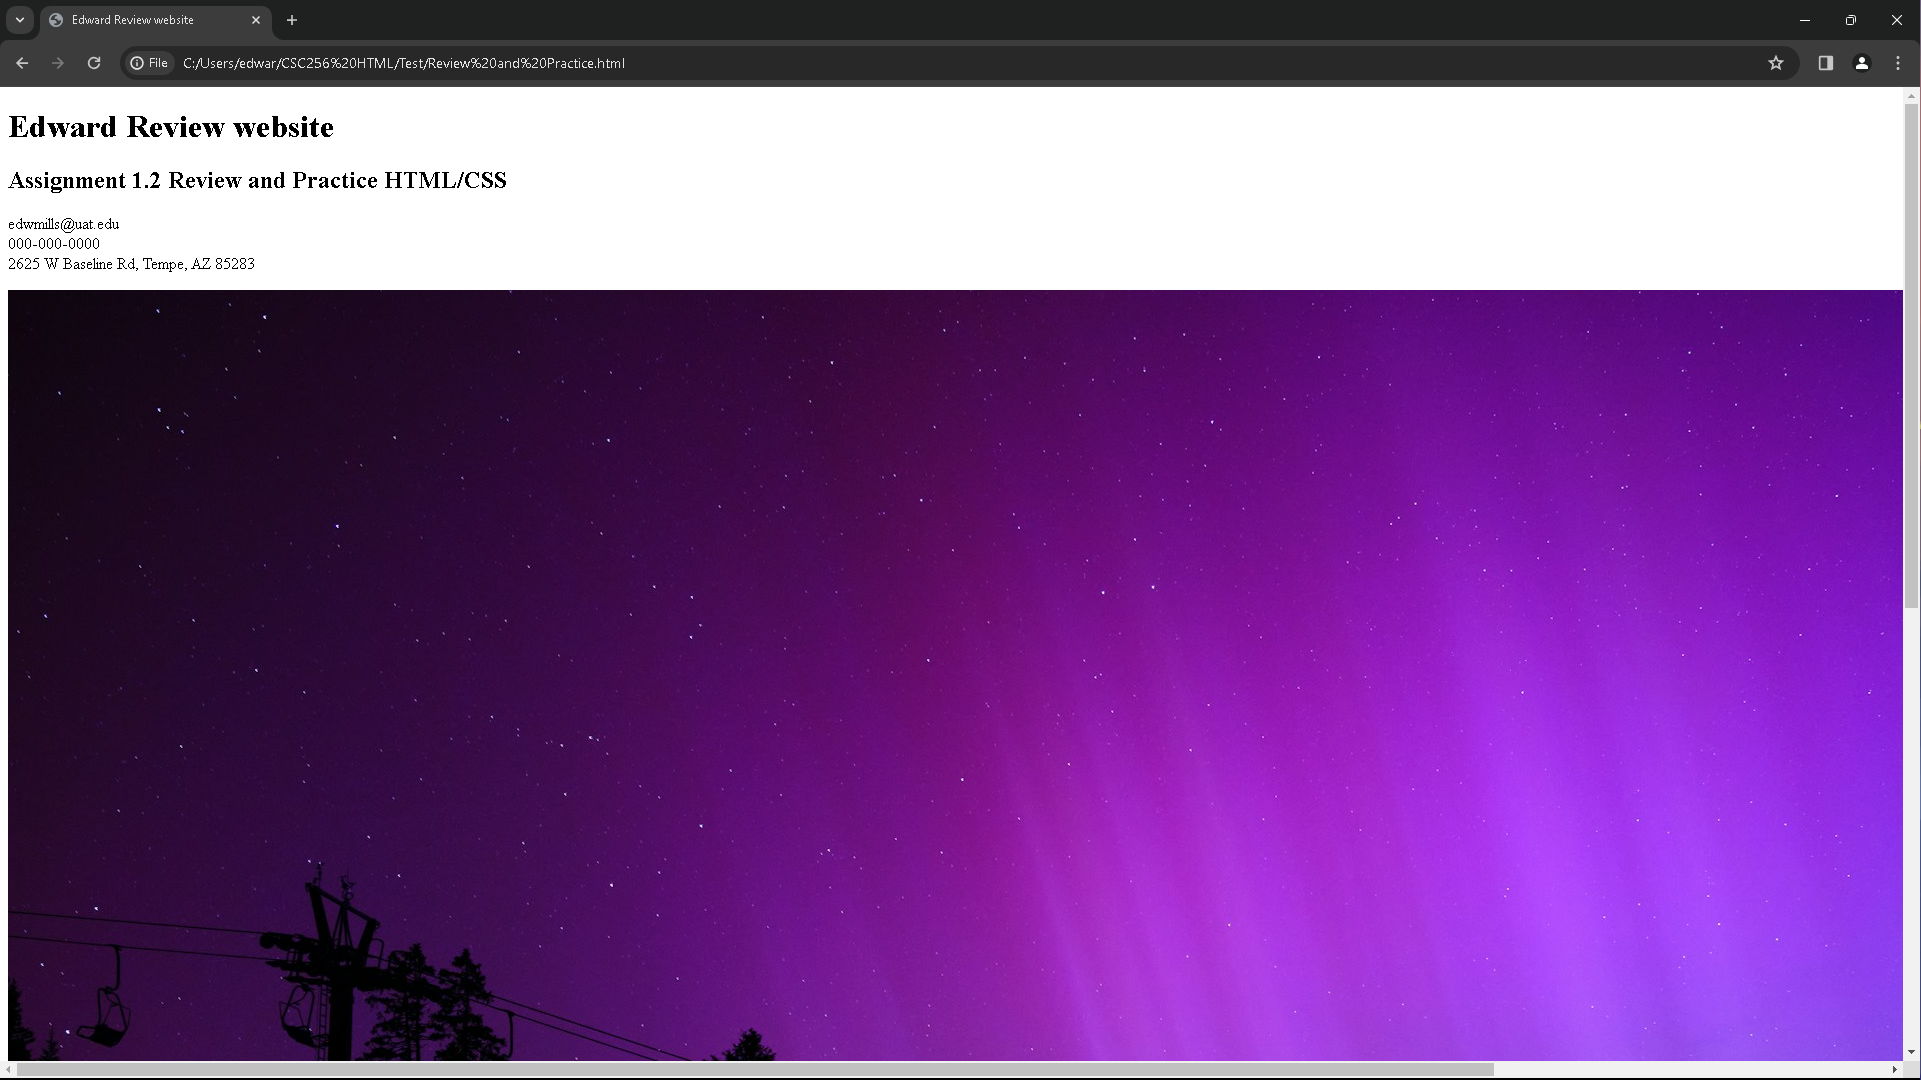 Edward Review website
File C:/Users/edwar/CSC256%20HTML/Test/Review%20and%20Practice.html
Edward Review website
Assignment 1.2 Review and Practice HTML/CSS
edwmills@uat.edu
000-000-0000
2625 W Baseline Rd, Tempe, AZ 85283